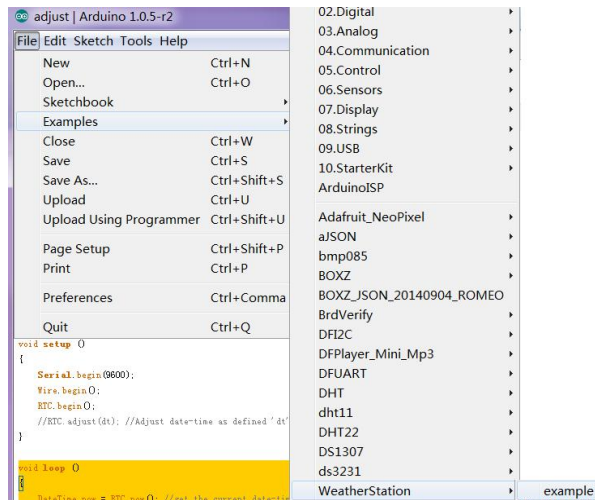 adjust | Arduino 1.0.5-r2
File Edit Sketch Tools Help
New Ctrl+N
Open... Ctrl+O
Sketchbook
Examples
Close Ctrl+W
Save Ctrl+S
Save As... Ctrl+Shift+S
Upload Ctrl+U
Upload Using Programmer Ctrl+Shift+U
Page Setup Ctrl+Shift+P
Print Ctrl+P
Preferences Ctrl+Comma
Quit Ctrl+Q
void setup ()
{
Serial.begin(9600);
Wire.begin();
RTC.begin();
//RTC.adjust(dt); //Adjust date-time as defined 'dt'
}
void loop ()
{
DateTime now = RTC.now(); //get the current date-tim
02.Digital
03.Analog
04.Communication
05.Control
06.Sensors
07.Display
08.Strings
09.USB
10.StarterKit
ArduinoISP
Adafruit_NeoPixel
aJSON
bmp085
BOXZ
BOXZ_JSON_20140904_ROMEO
BrdVerify
DFI2C
DFPlayer_Mini_Mp3
DFUART
DHT
dht11
DHT22
DS1307
ds3231
WeatherStation
example